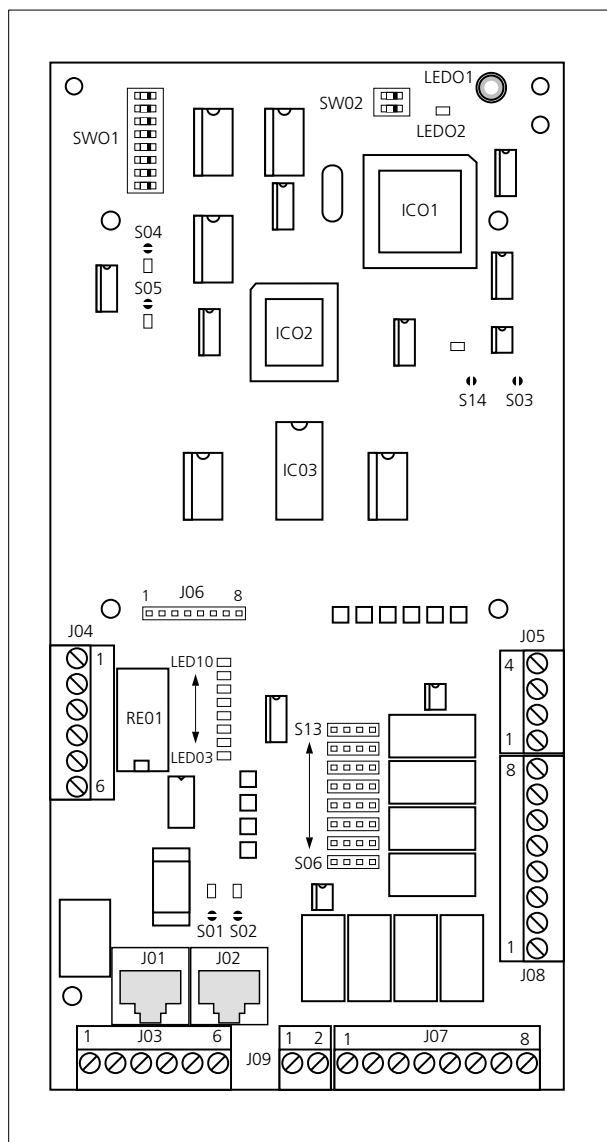 LEDO1
SW02
SWO1
LEDO2
ICO1
S04
S05
ICO2
S14 S03
IC03
1 J06 8
J04
J05
1
LED10
4
RE01
S13
LED03
1
6
8
S06
S01 S02
J01 J02
1
J08
1 J03 6 J09 1 2 1 J07 8